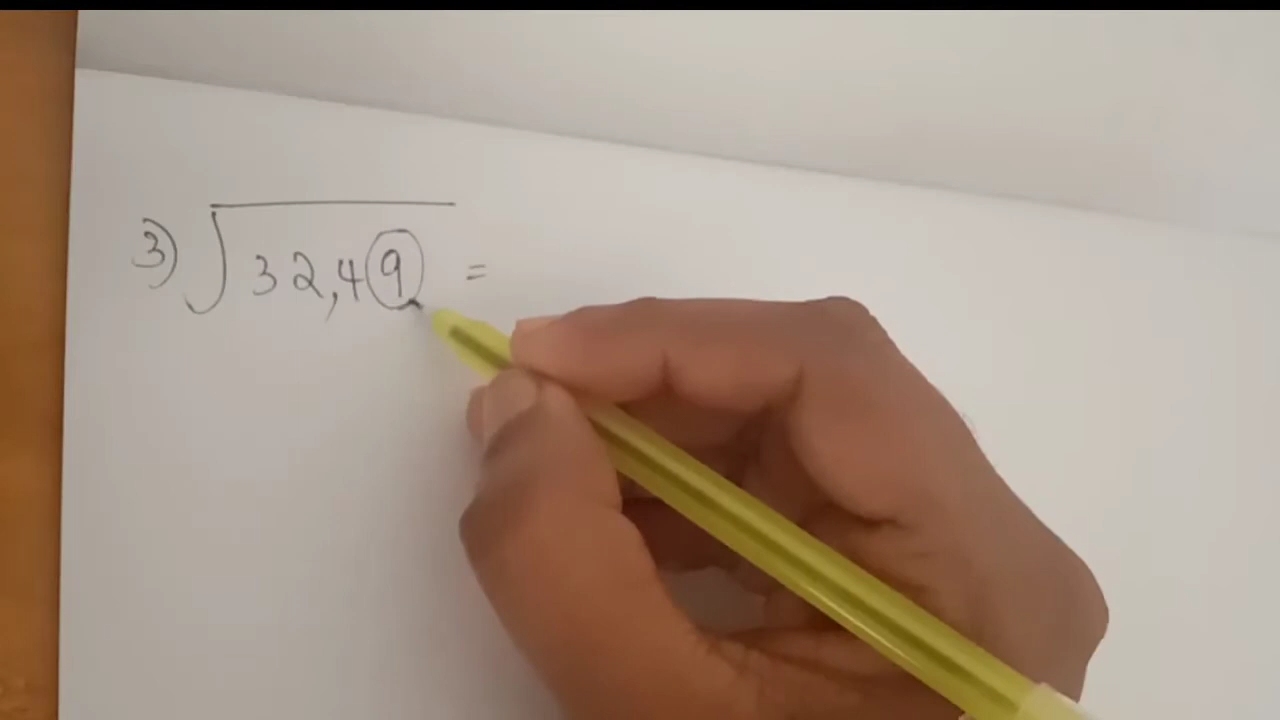 3) √32,49 =